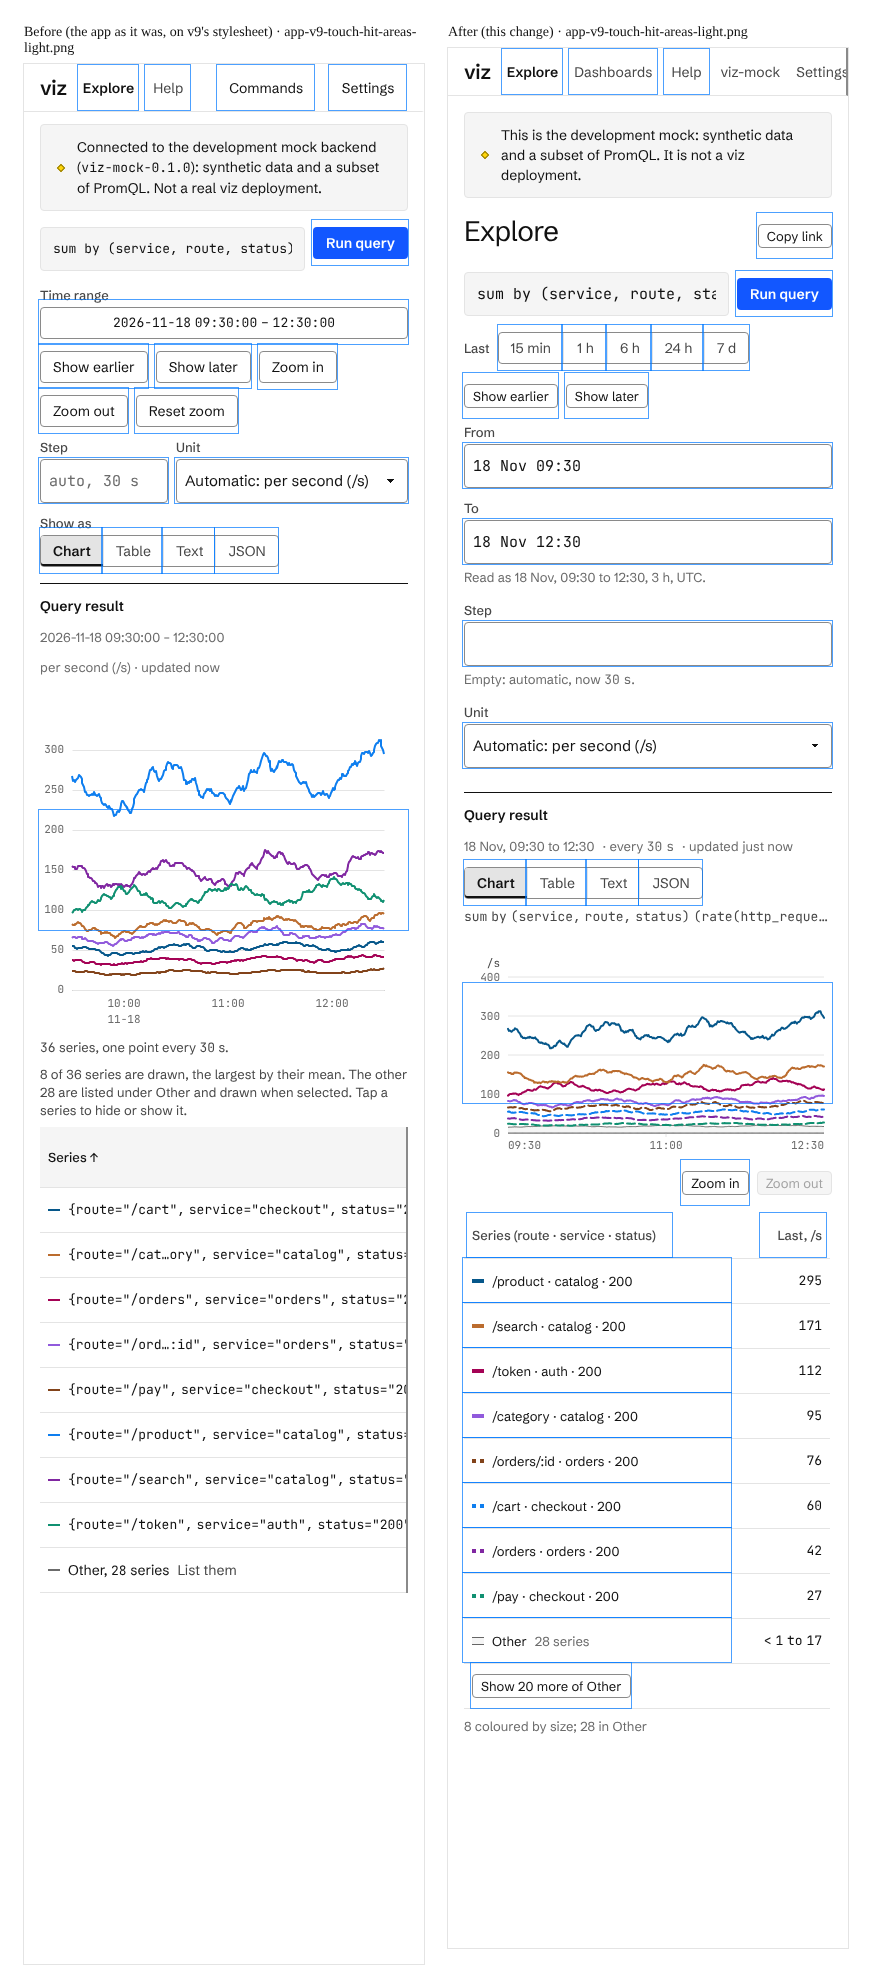 Before (the app as it was, on v9's stylesheet) · app-v9-touch-hit-areas-
light.png
viz Explore Help Commands Settings
Connected to the development mock backend
(viz-mock-0.1.0): synthetic data and a subset
of PromQL. Not a real viz deployment.
sum by (service, route, status)
Run query
Time range
2026-11-18 09:30:00 – 12:30:00
Show earlier Show later Zoom in
Zoom out Reset zoom
Step Unit
auto, 30 s Automatic: per second (/s)
Show as
Chart Table Text JSON
Query result
2026-11-18 09:30:00 – 12:30:00
per second (/s) · updated now
300
250
200
150
100
50
0
10:00 11:00 12:00
11-18
36 series, one point every 30 s.
8 of 36 series are drawn, the largest by their mean. The other
28 are listed under Other and drawn when selected. Tap a
series to hide or show it.
Series ↑
{route="/cart", service="checkout", status="2
{route="/cat…ory", service="catalog", status=
{route="/orders", service="orders", status="2
{route="/ord…:id", service="orders", status="
{route="/pay", service="checkout", status="20
{route="/product", service="catalog", status=
{route="/search", service="catalog", status="
{route="/token", service="auth", status="200"
Other, 28 series List them
After (this change) · app-v9-touch-hit-areas-light.png
viz Explore Dashboards Help viz-mock Settings
This is the development mock: synthetic data
and a subset of PromQL. It is not a viz
deployment.
Explore
Copy link
sum by (service, route, sta
Run query
Last 15 min 1 h 6 h 24 h 7 d
Show earlier Show later
From
18 Nov 09:30
To
18 Nov 12:30
Read as 18 Nov, 09:30 to 12:30, 3 h, UTC.
Step
Empty: automatic, now 30 s.
Unit
Automatic: per second (/s)
Query result
18 Nov, 09:30 to 12:30 · every 30 s · updated just now
Chart Table Text JSON
sum by (service, route, status) (rate(http_reque…
/s
400
300
200
100
0
09:30 11:00 12:30
Zoom in Zoom out
Series (route · service · status) Last, /s
/product · catalog · 200 295
/search · catalog · 200 171
/token · auth · 200 112
/category · catalog · 200 95
/orders/:id · orders · 200 76
/cart · checkout · 200 60
/orders · orders · 200 42
/pay · checkout · 200 27
Other 28 series < 1 to 17
Show 20 more of Other
8 coloured by size; 28 in Other